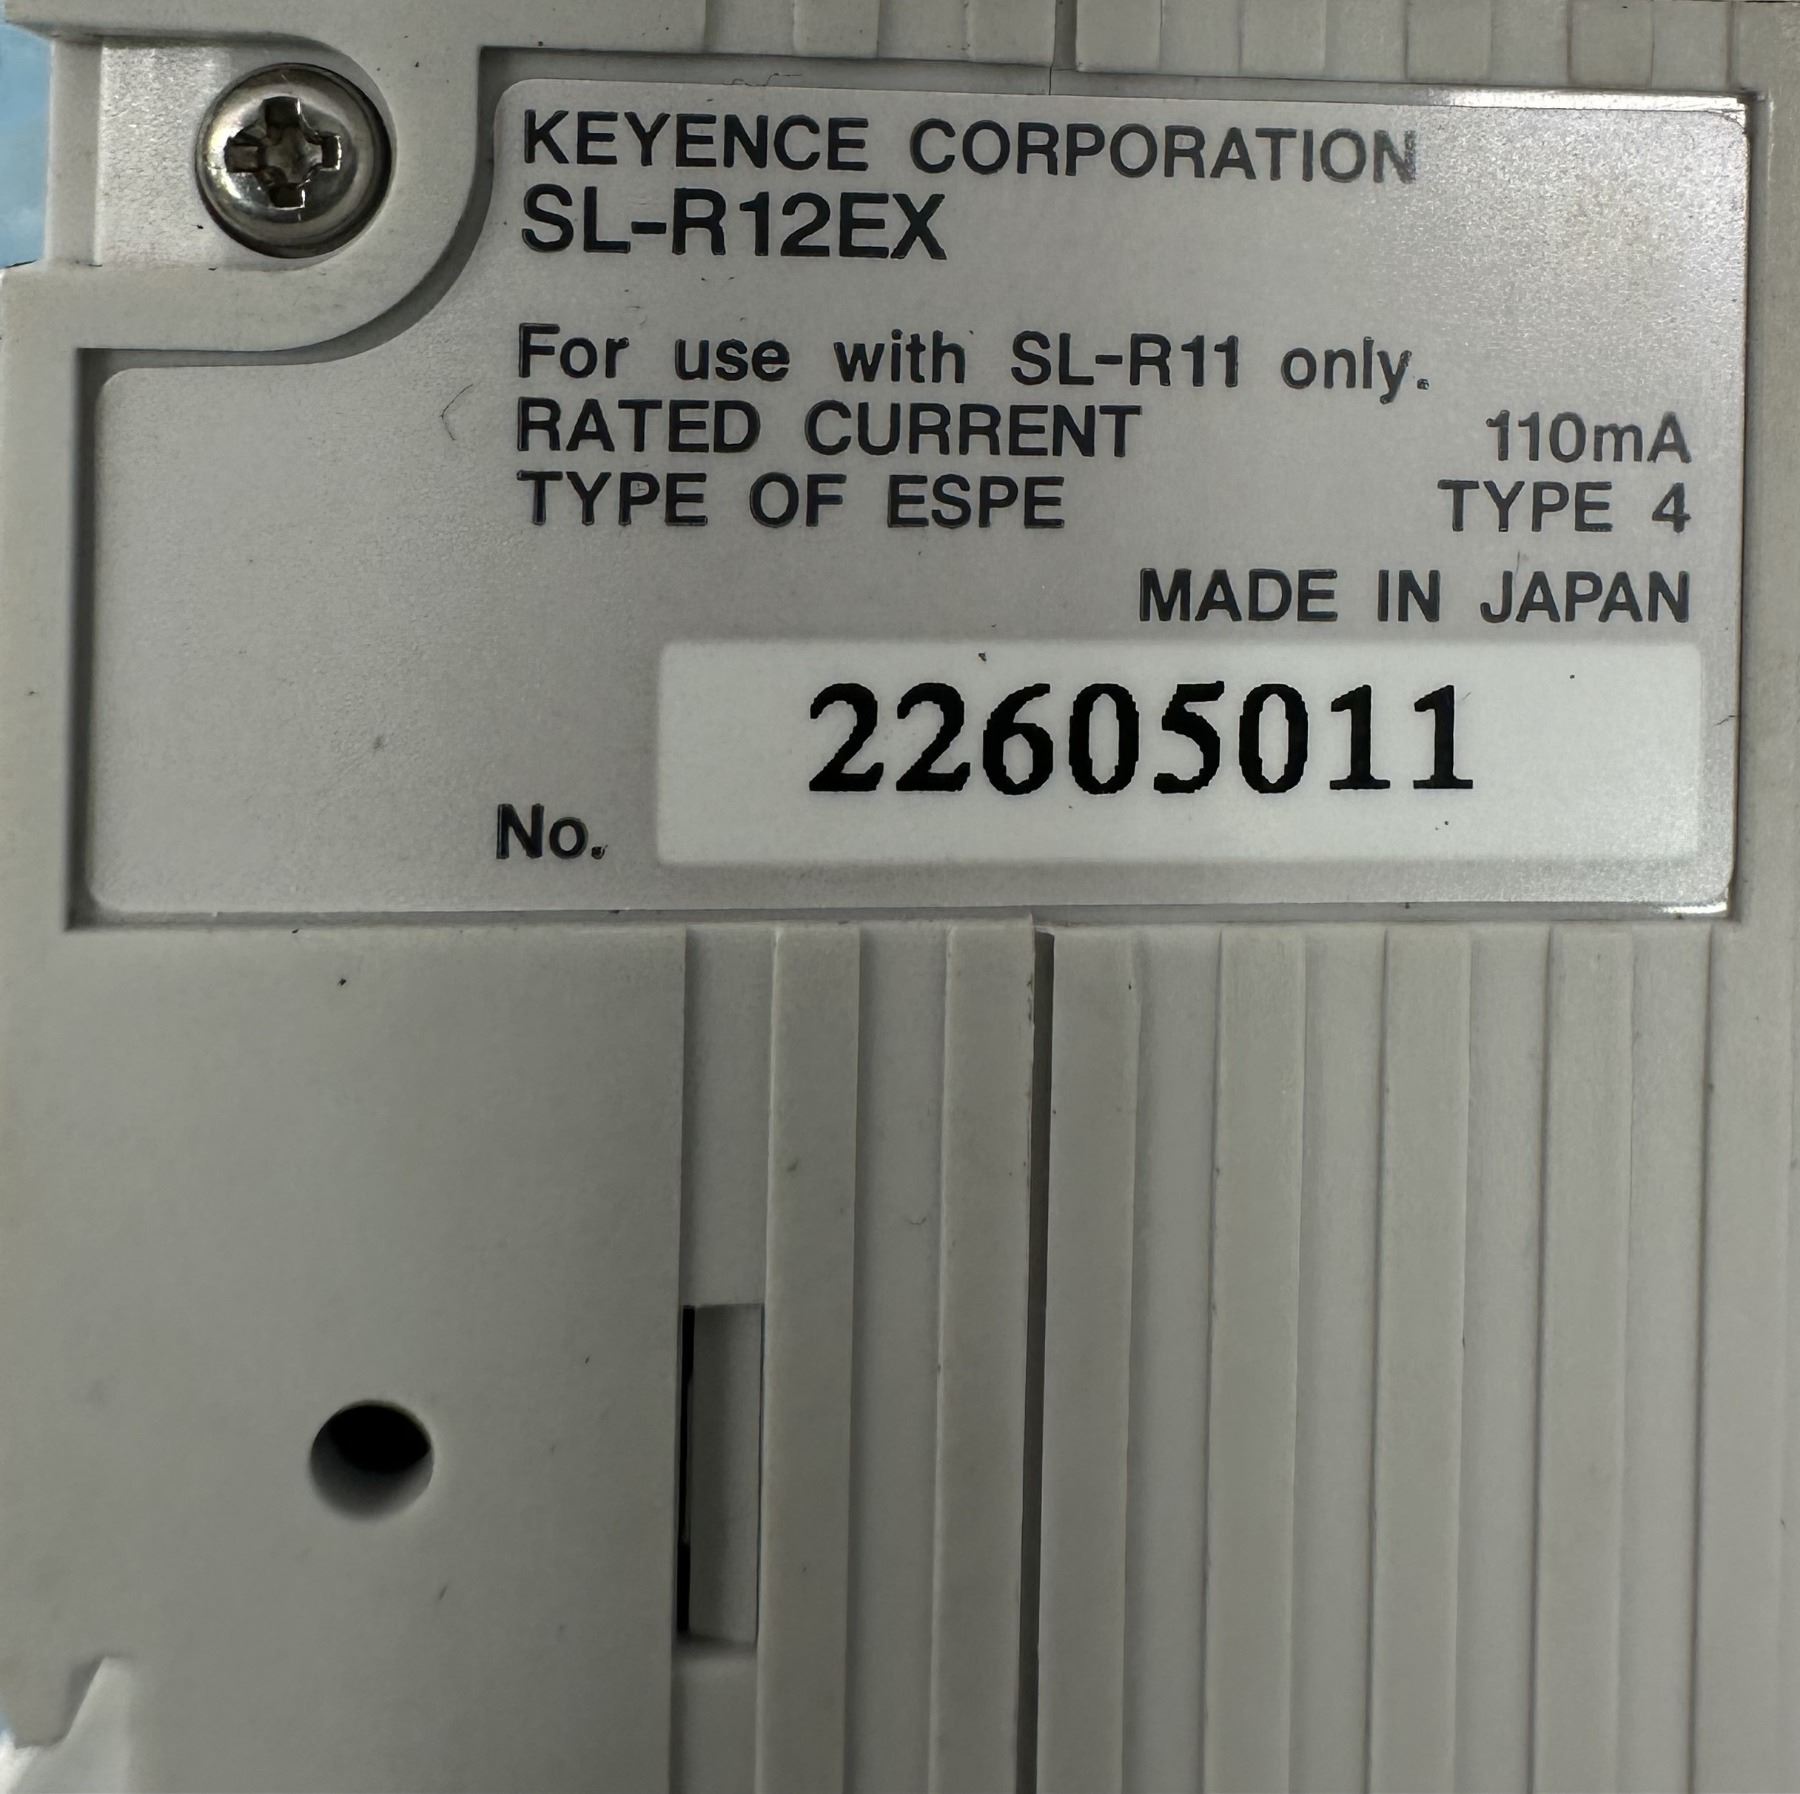 KEYENCE CORPORATION
SL-R12EX
For use with SL-R11 only.
RATED CURRENT 110mA
TYPE OF ESPE TYPE 4
MADE IN JAPAN
No. 22605011